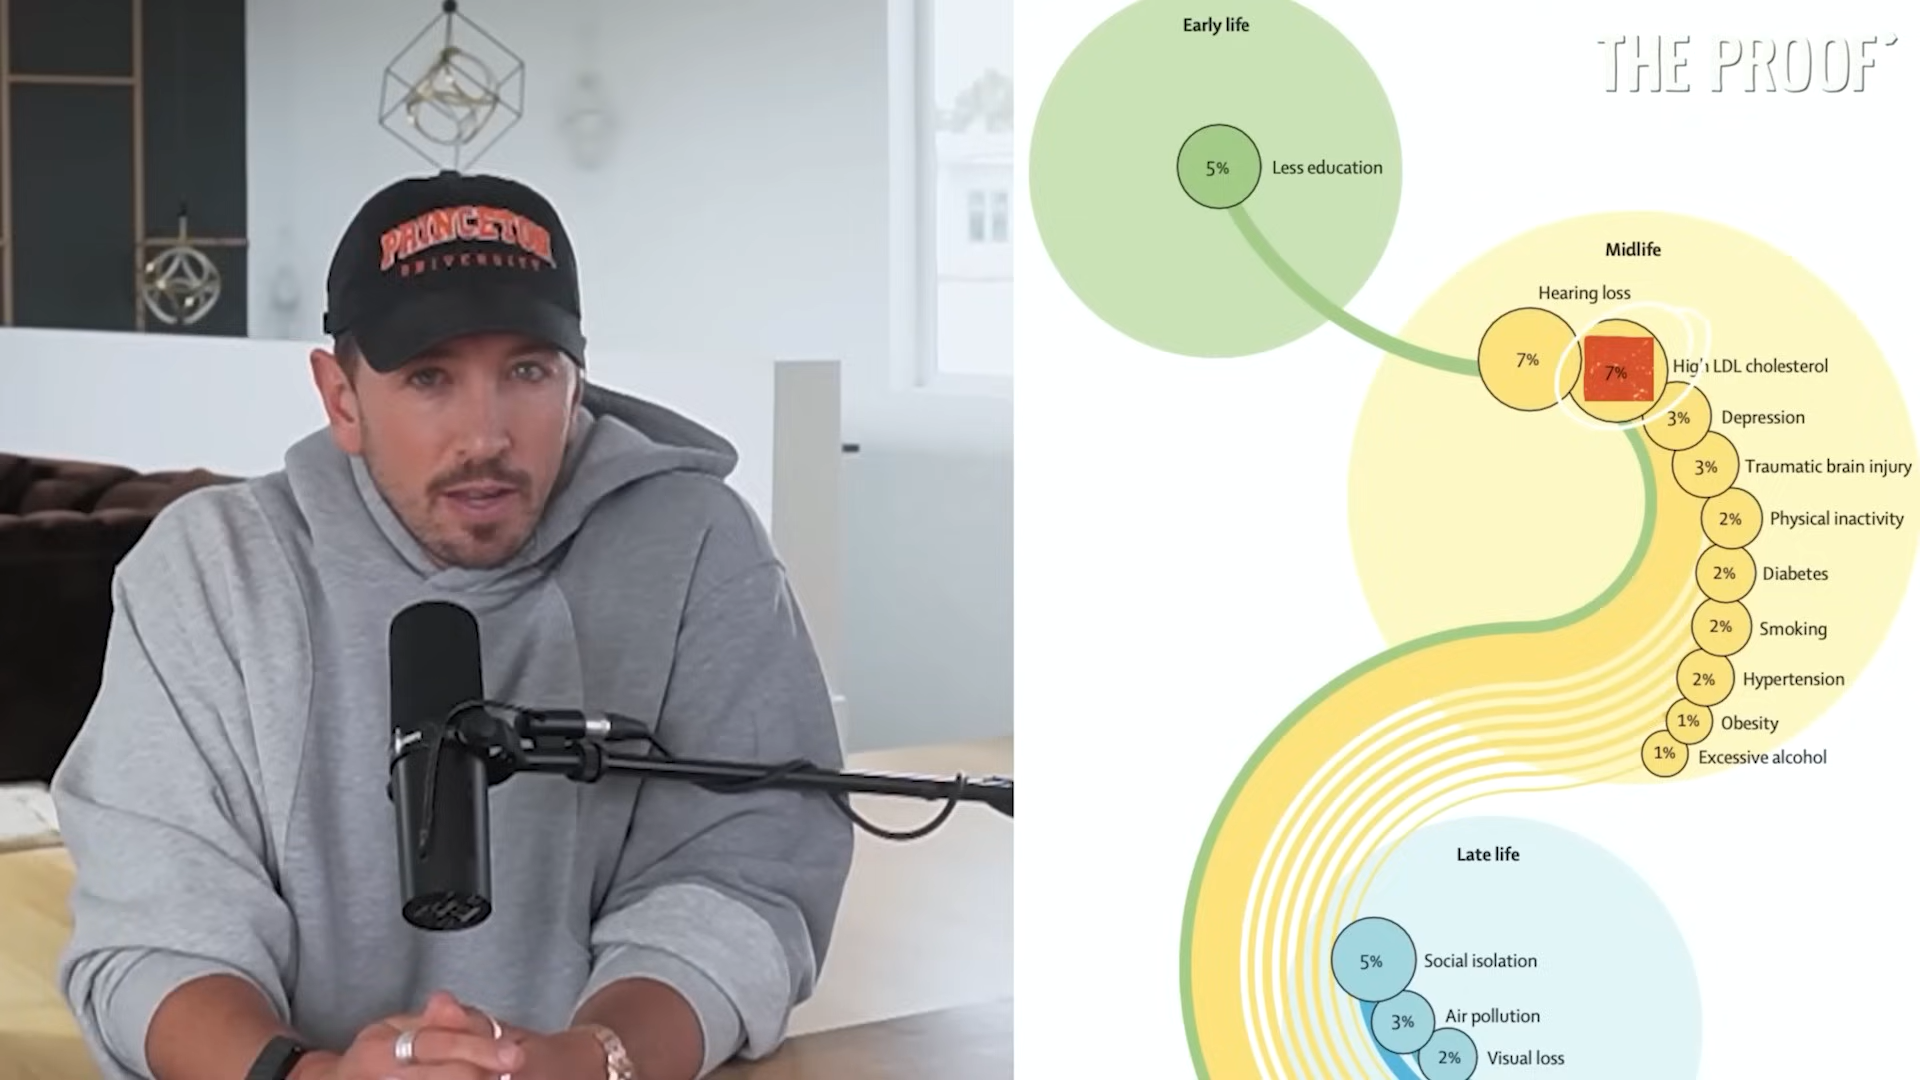 PRINCETON
UNIVERSITY
THE PROOF
Early life
5%
Less education
Midlife
Hearing loss
7%
7%
High LDL cholesterol
3%
Depression
3%
Traumatic brain injury
2%
Physical inactivity
2%
Diabetes
2%
Smoking
2%
Hypertension
1%
Obesity
1%
Excessive alcohol
Late life
5%
Social isolation
3%
Air pollution
2%
Visual loss